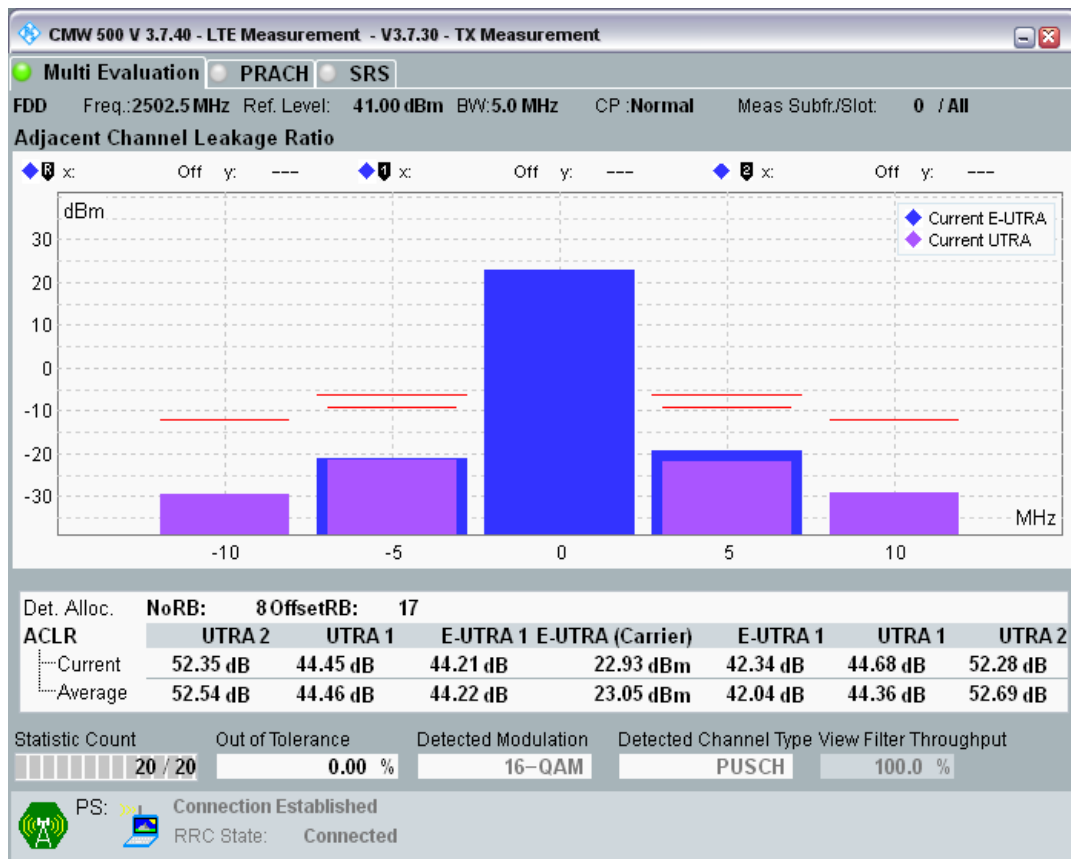 CMW 500 V 3.7.40 - LTE Measurement - V3.7.30 - TX Measurement
Multi Evaluation PRACH SRS
FDD Freq.:2502.5 MHz Ref. Level: 41.00 dBm BW:5.0 MHz CP :Normal Meas Subfr./Slot: 0 / All
Adjacent Channel Leakage Ratio
R x: Off y: --- 1 x: Off y: --- 2 x: Off y: ---
dBm
Current E-UTRA
Current UTRA
30
20
10
0
-10
-20
-30
MHz
-10 -5 0 5 10
Det. Alloc. NoRB: 8 OffsetRB: 17
ACLR UTRA 2 UTRA 1 E-UTRA 1 E-UTRA (Carrier) E-UTRA 1 UTRA 1 UTRA 2
Current 52.35 dB 44.45 dB 44.21 dB 22.93 dBm 42.34 dB 44.68 dB 52.28 dB
Average 52.54 dB 44.46 dB 44.22 dB 23.05 dBm 42.04 dB 44.36 dB 52.69 dB
Statistic Count Out of Tolerance Detected Modulation Detected Channel Type View Filter Throughput
20 / 20 0.00 % 16-QAM PUSCH 100.0 %
PS: Connection Established
RRC State: Connected